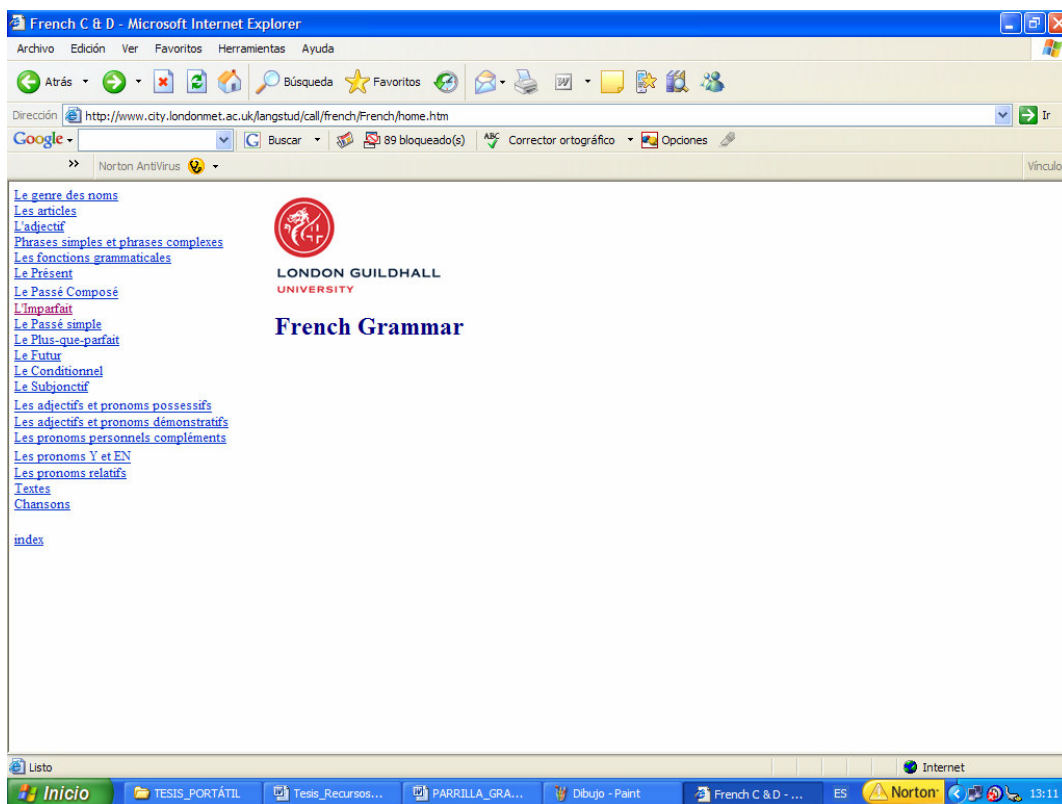 French C & D - Microsoft Internet Explorer
Archivo Edición Ver Favoritos Herramientas Ayuda
Atrás Búsqueda Favoritos
Dirección http://www.city.londonmet.ac.uk/langstud/call/french/French/home.htm Ir
Google Buscar 89 bloqueado(s) ABC Corrector ortográfico Opciones
Norton AntiVirus Vínculo
Le genre des noms
Les articles
L'adjectif
Phrases simples et phrases complexes
Les fonctions grammaticales
Le Présent
Le Passé Composé
L'Imparfait
Le Passé simple
Le Plus-que-parfait
Le Futur
Le Conditionnel
Le Subjonctif
Les adjectifs et pronoms possessifs
Les adjectifs et pronoms démonstratifs
Les pronoms personnels compléments
Les pronoms Y et EN
Les pronoms relatifs
Textes
Chansons
index
LONDON GUILDHALL
UNIVERSITY
French Grammar
Listo Internet
Inicio TESIS_PORTÁTIL Tesis_Recursos... PARRILLA_GRA... Dibujo - Paint French C & D - ... ES Norton 13:11